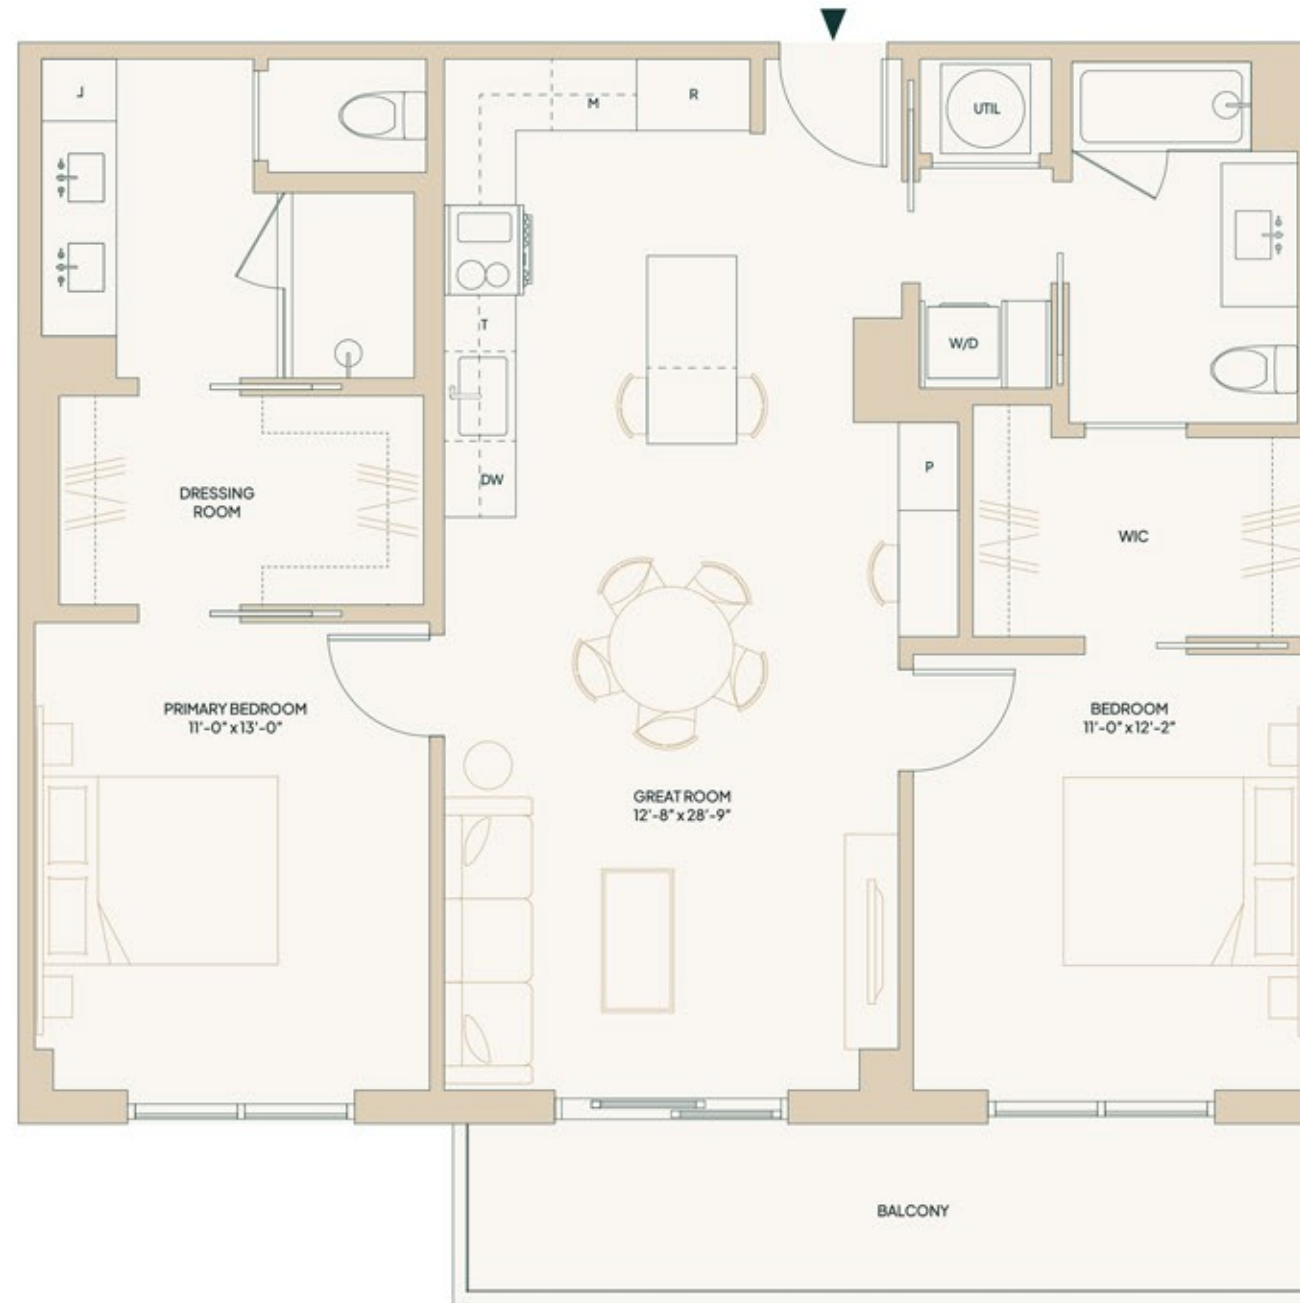 J
M
R
UTIL
T
W/D
DW
P
DRESSING
ROOM
WIC
PRIMARY BEDROOM
11'-0" x 13'-0"
BEDROOM
11'-0" x 12'-2"
GREAT ROOM
12'-8" x 28'-9"
BALCONY